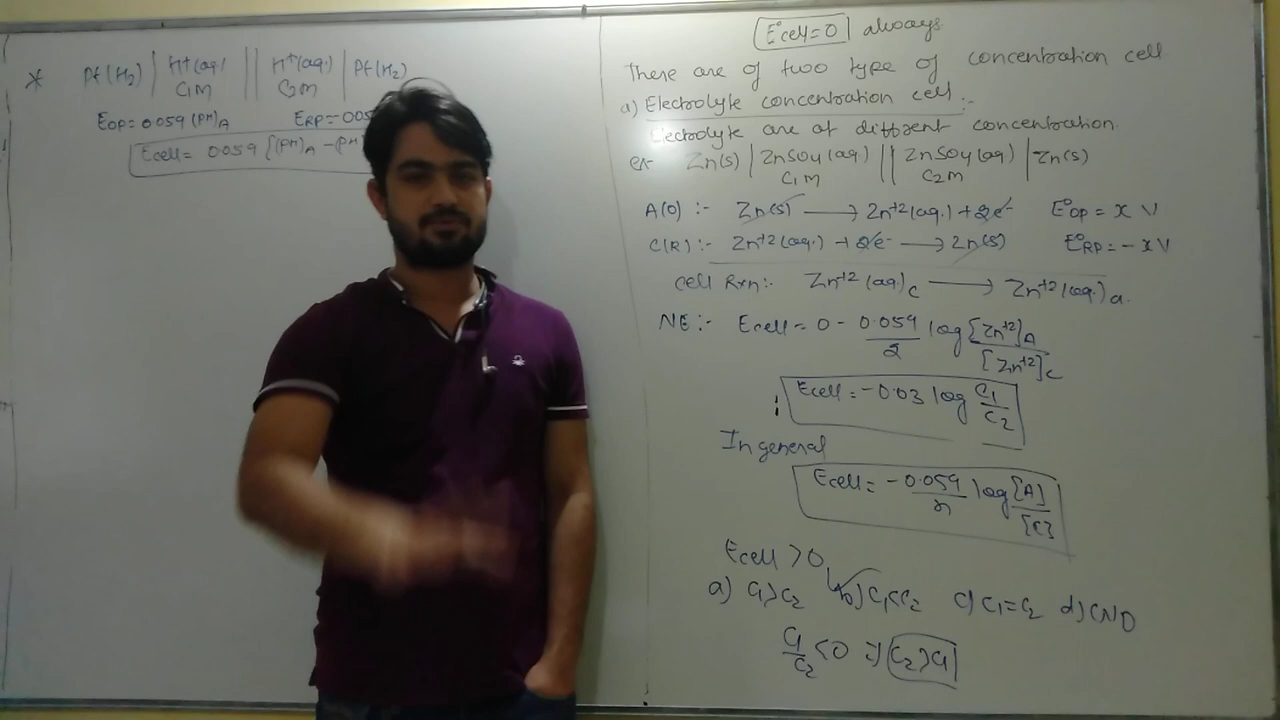 * Pt(H2) | H+(aq) || H+(aq.) | Pt(H2)
C1M C2M
EOP=0.059(PH)A ERP=-0.05
Ecell= 0.059 [(PH)A -(PH
E°cell=0 always
There are of two type of concentration cell
a) Electrolyte concentration cell:-
Electrolyte are of diffrent concentration.
ex- Zn(s) | ZnSO4(aq) || ZnSO4(aq) | Zn(s)
C1M C2M
A(O) :- Zn(s) → Zn+2(aq.) + 2e- E°OP = x V
C(R) :- Zn+2(aq.) + 2e- → Zn(s) E°RP = -x V
cell Rxn:- Zn+2(aq.)c → Zn+2(aq.)a.
NE :- Ecell = 0 - 0.059/2 log [Zn+2]A/[Zn+2]C
Ecell = -0.03 log C1/C2
In general
Ecell = -0.059/n log [A]/[C]
Ecell >0
a) C1>C2 b) C1<C2 c) C1=C2 d) CND
C1/C2 <0 ⇒ C2>C1